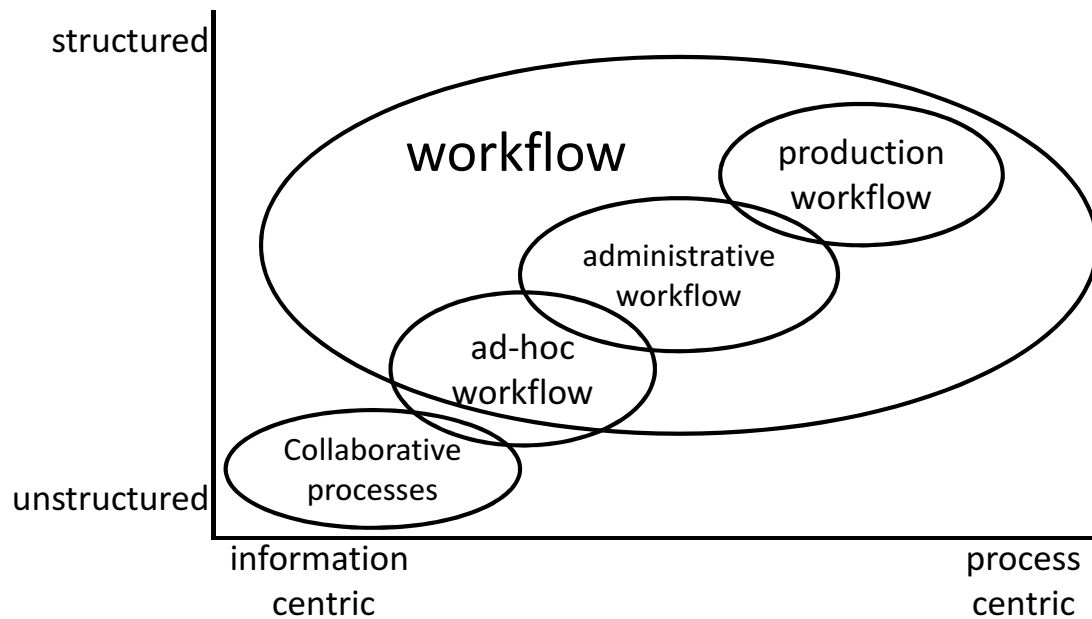 structured
workflow
production
workflow
administrative
workflow
ad-hoc
workflow
Collaborative
processes
unstructured
information
centric
process
centric